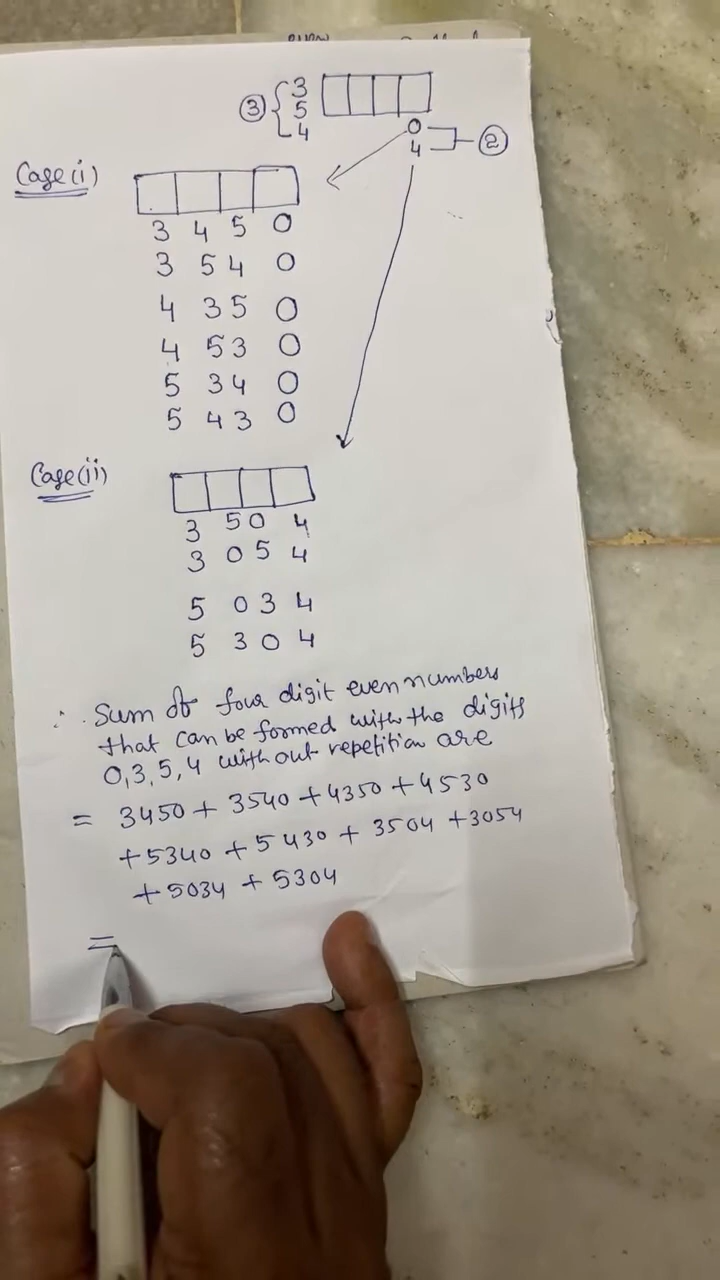 3
③ 5
4
0
4 ②
Case(i)
3 4 5 0
3 5 4 0
4 3 5 0
4 5 3 0
5 3 4 0
5 4 3 0
Case(ii)
3 5 0 4
3 0 5 4
5 0 3 4
5 3 0 4
∴ Sum of four digit even numbers
that can be formed with the digits
0,3,5,4 without repetition are
= 3450 + 3540 + 4350 + 4530
+ 5340 + 5430 + 3504 + 3054
+ 5034 + 5304
=